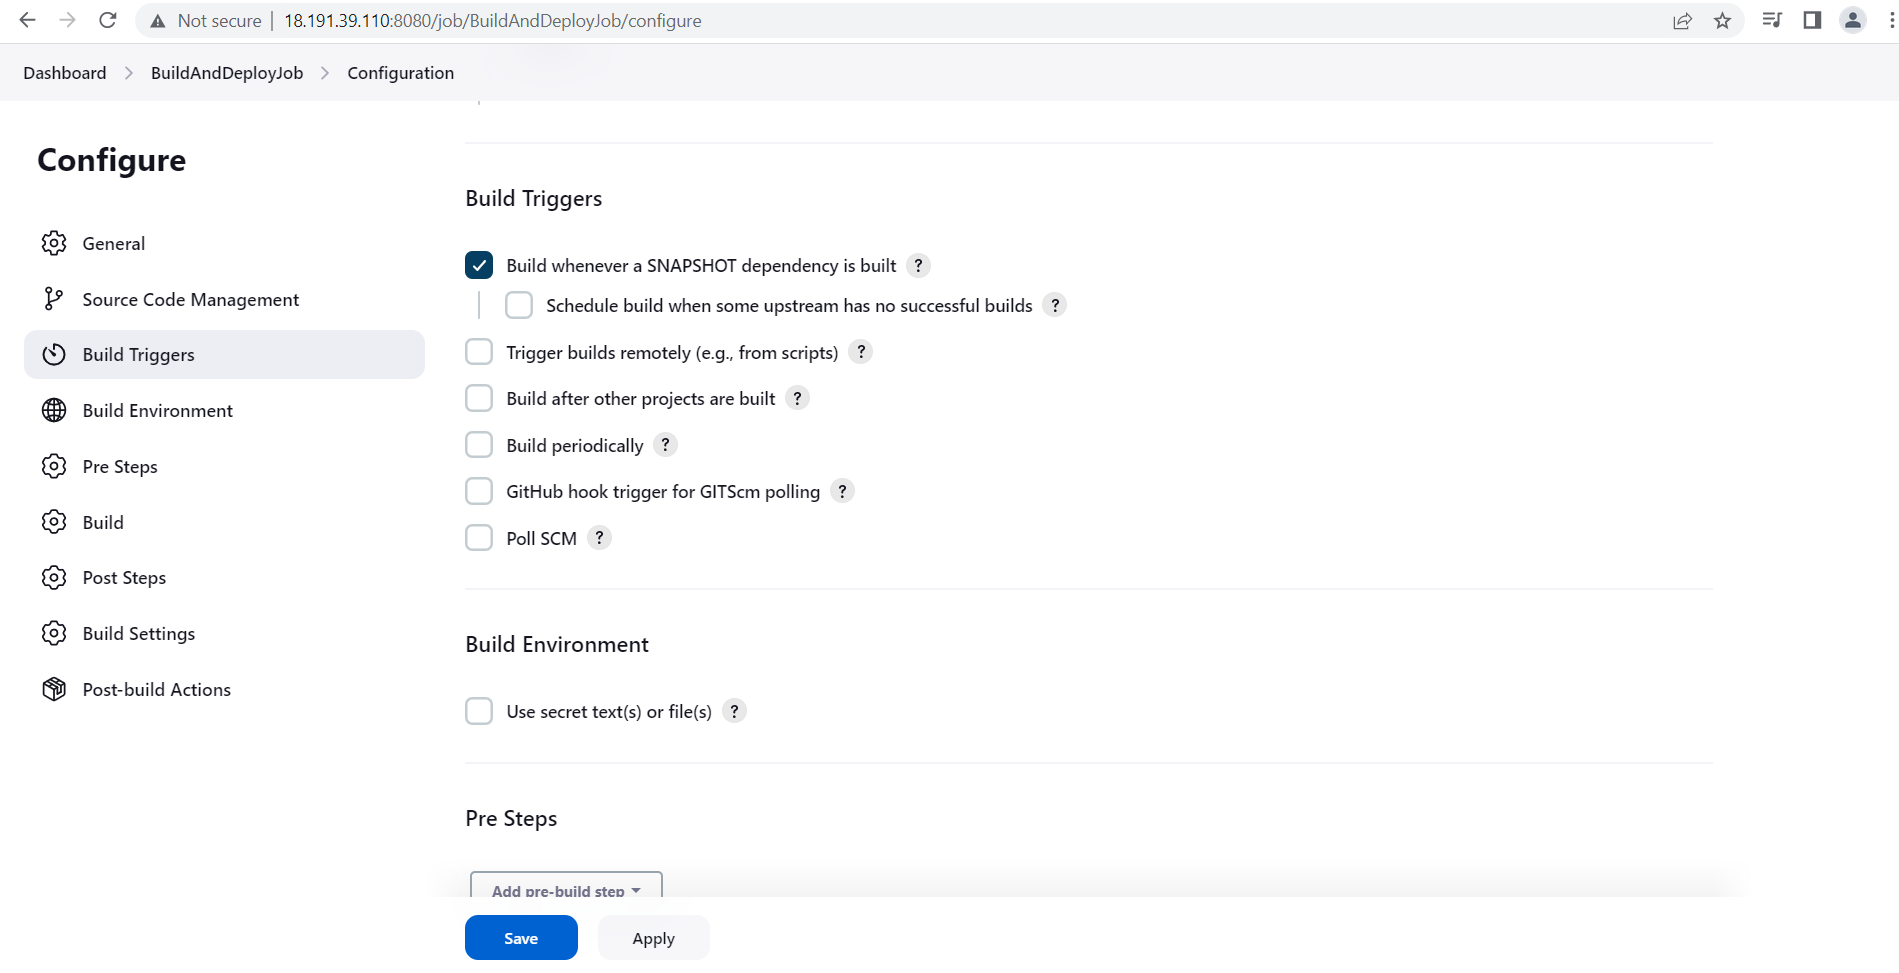 Not secure 18.191.39.110:8080/job/BuildAndDeployJob/configure
Dashboard BuildAndDeployJob Configuration
Configure
General
Source Code Management
Build Triggers
Build Environment
Pre Steps
Build
Post Steps
Build Settings
Post-build Actions
Build Triggers
Build whenever a SNAPSHOT dependency is built ?
Schedule build when some upstream has no successful builds ?
Trigger builds remotely (e.g., from scripts) ?
Build after other projects are built ?
Build periodically ?
GitHub hook trigger for GITScm polling ?
Poll SCM ?
Build Environment
Use secret text(s) or file(s) ?
Pre Steps
Add pre-build step
Save Apply